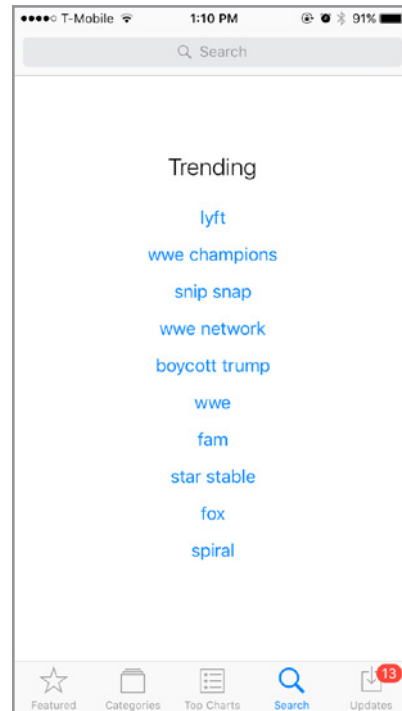 T-Mobile 1:10 PM 91%
Search
Trending
lyft
wwe champions
snip snap
wwe network
boycott trump
wwe
fam
star stable
fox
spiral
13
Featured Categories Top Charts Search Updates